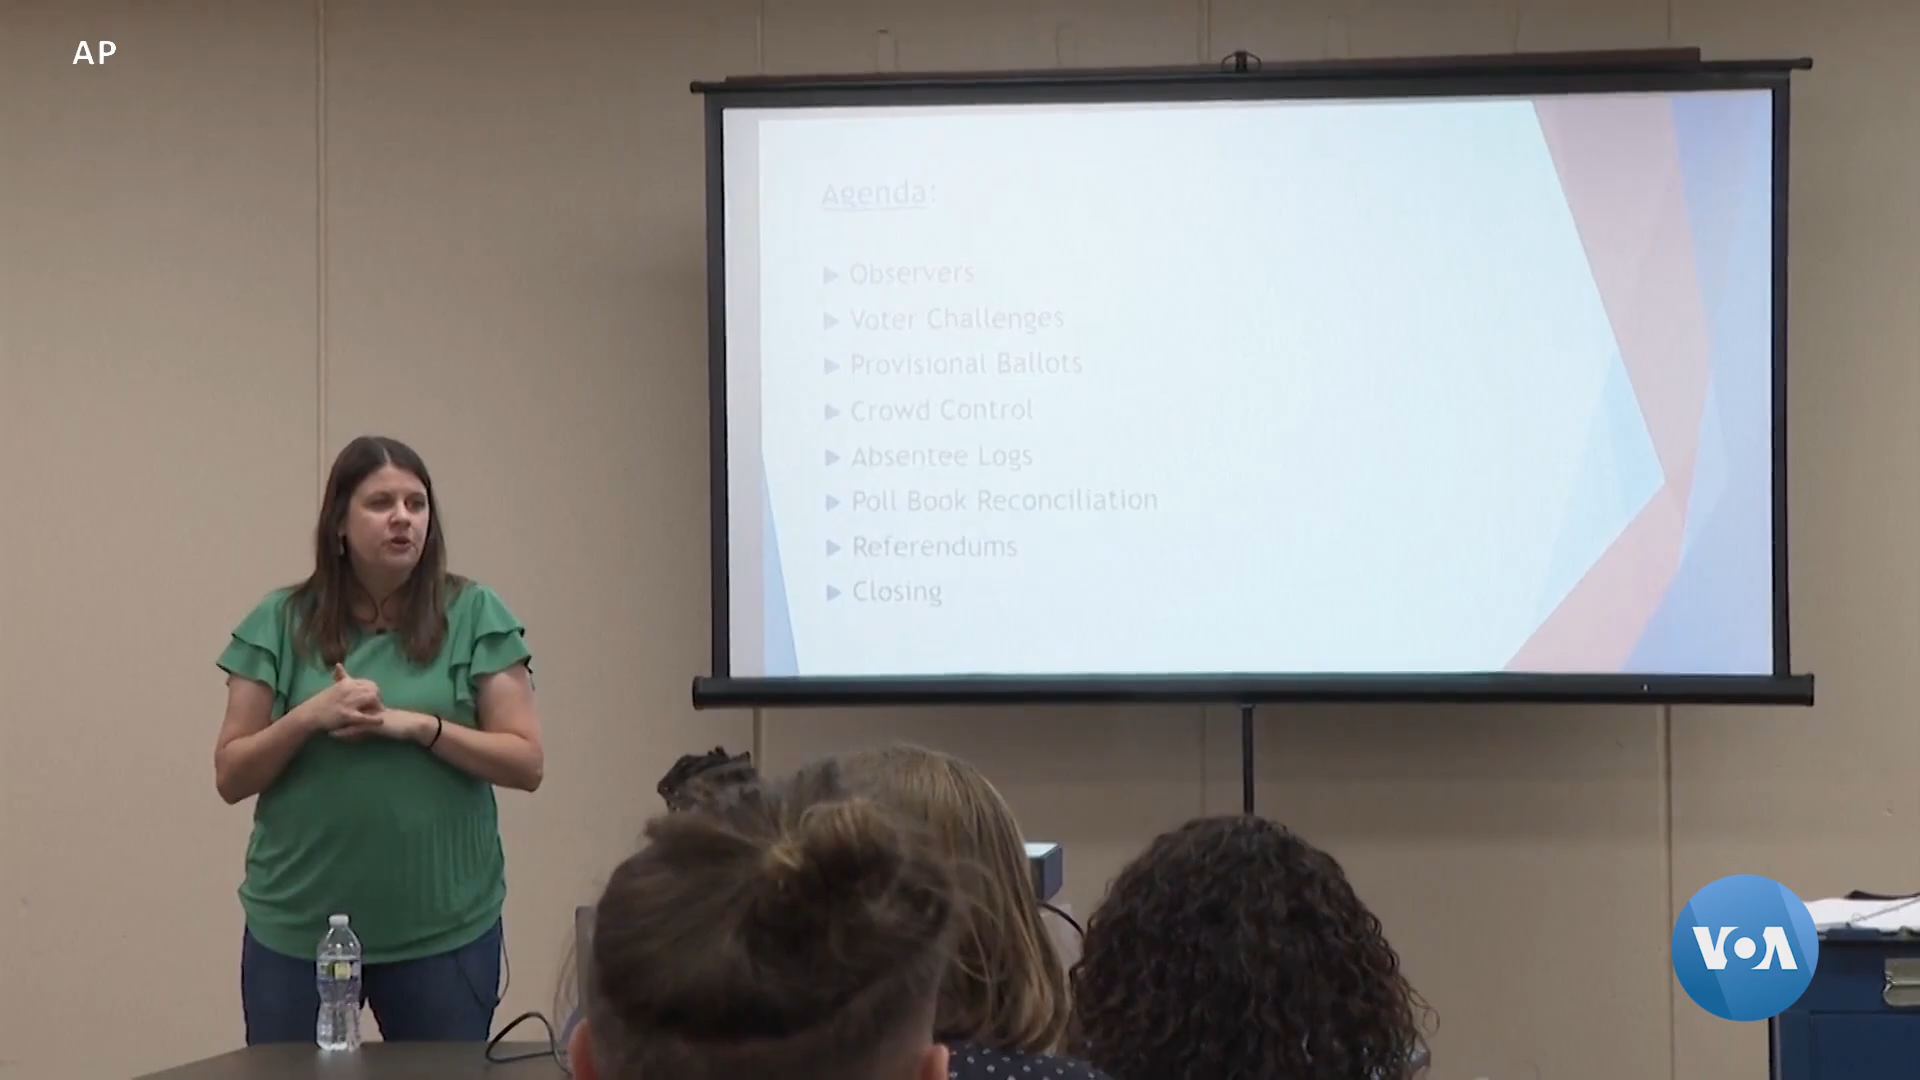 AP
Agenda:
Observers
Voter Challenges
Provisional Ballots
Crowd Control
Absentee Logs
Poll Book Reconciliation
Referendums
Closing
VOA